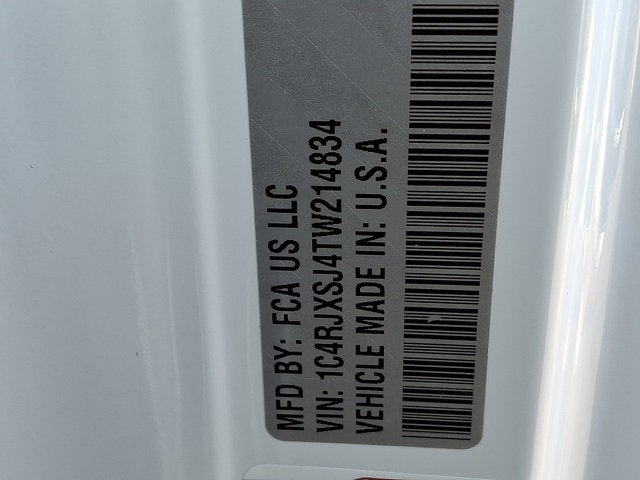 MFD BY: FCA US LLC
VIN: 1C4RJXSJ4TW214834
VEHICLE MADE IN: U.S.A.